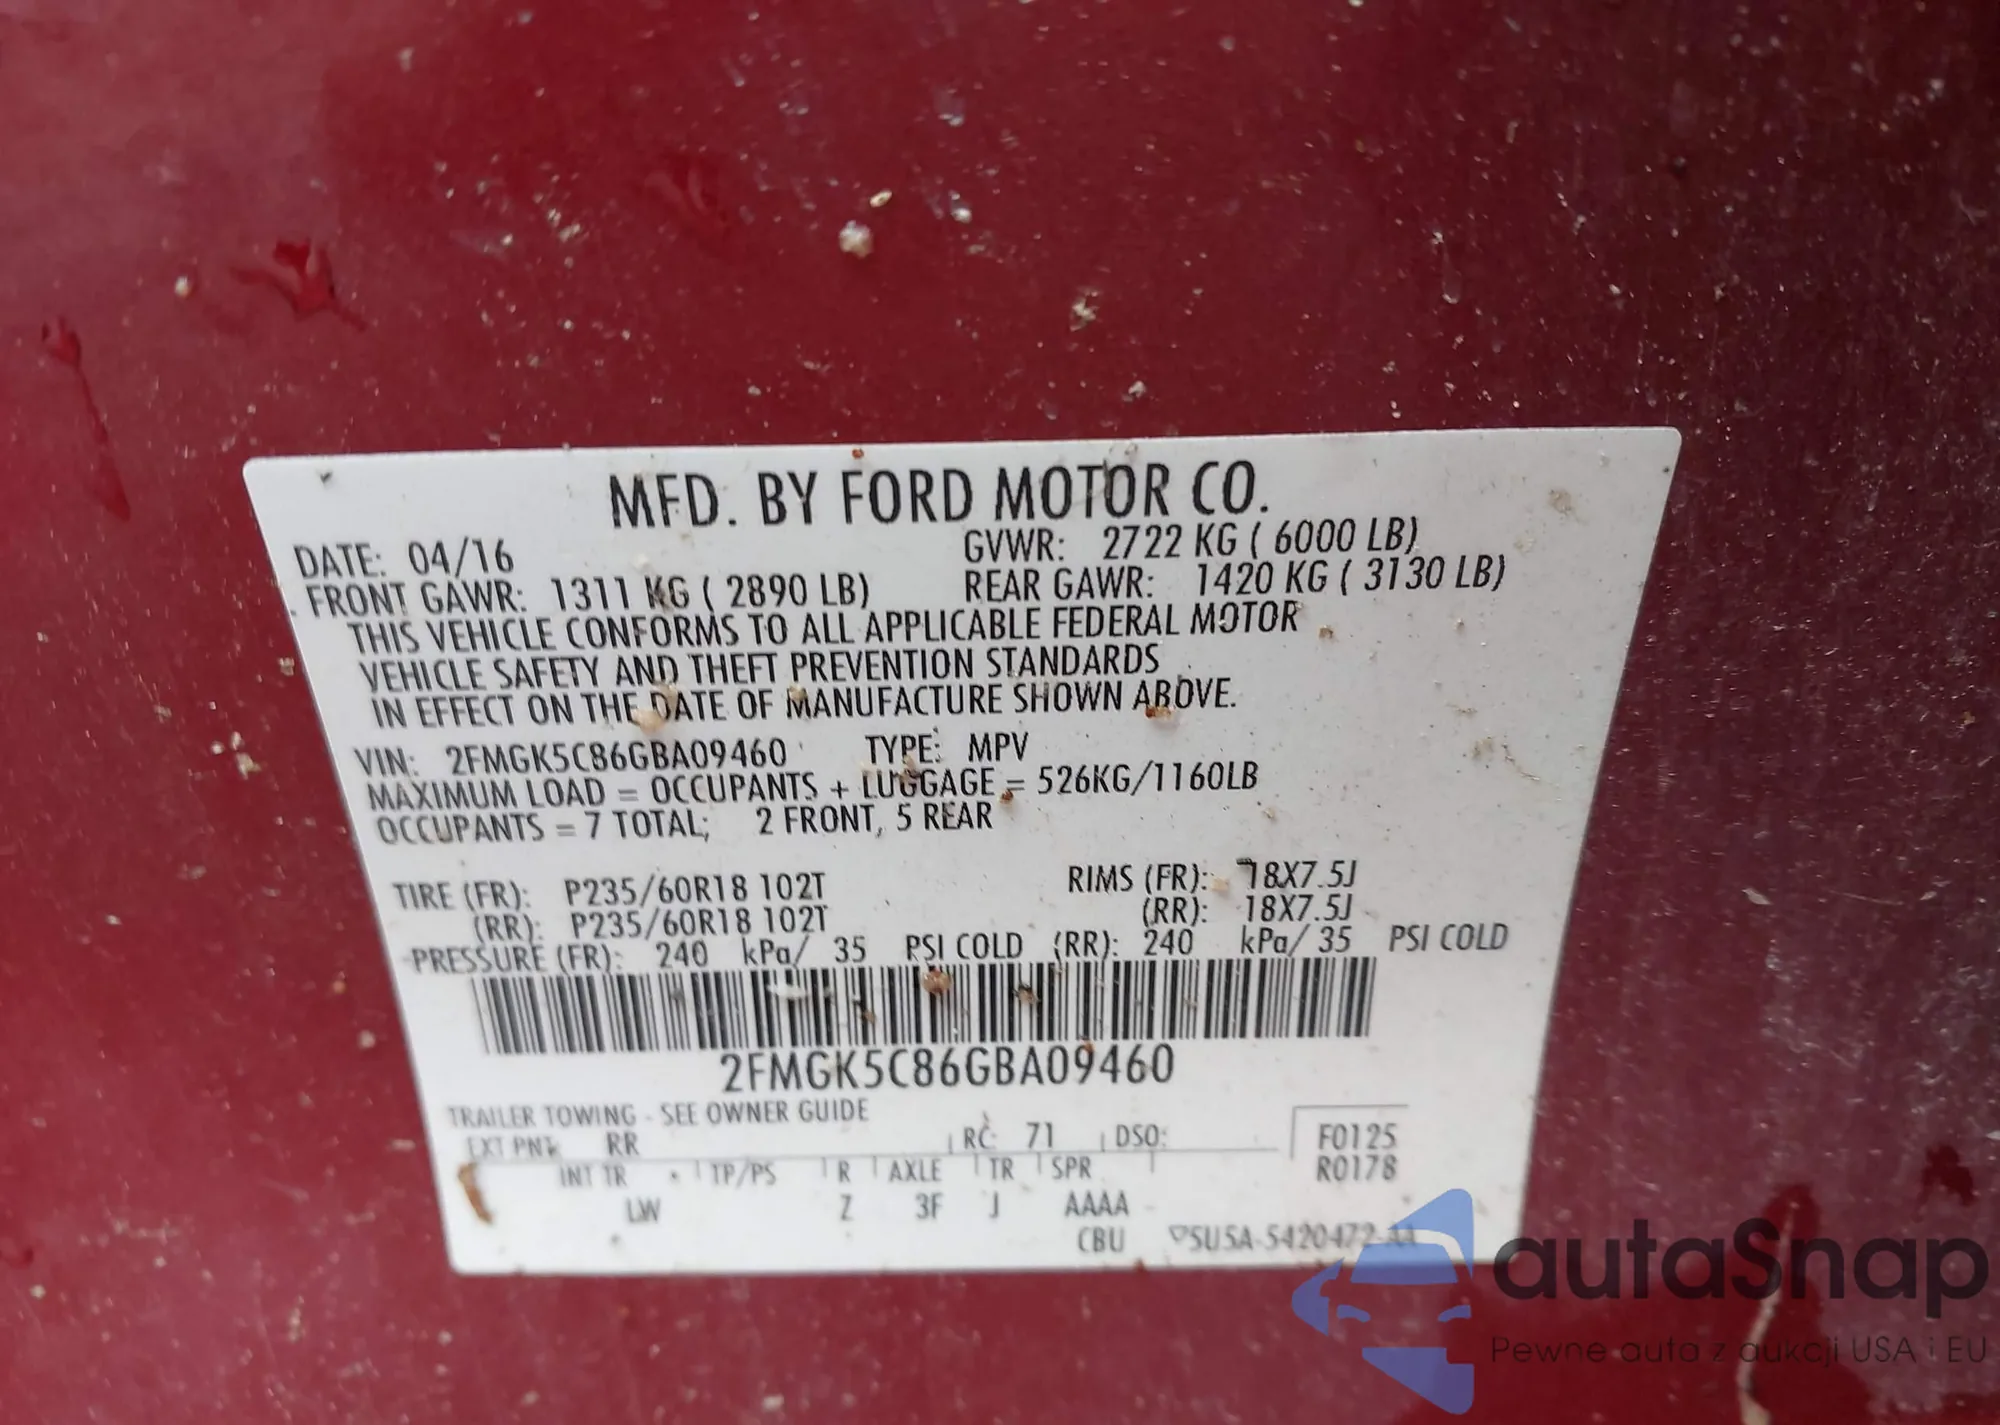 MFD. BY FORD MOTOR CO.
DATE: 04/16 GVWR: 2722 KG ( 6000 LB)
FRONT GAWR: 1311 KG ( 2890 LB) REAR GAWR: 1420 KG ( 3130 LB)
THIS VEHICLE CONFORMS TO ALL APPLICABLE FEDERAL MOTOR
VEHICLE SAFETY AND THEFT PREVENTION STANDARDS
IN EFFECT ON THE DATE OF MANUFACTURE SHOWN ABOVE.
VIN: 2FMGK5C86GBA09460 TYPE: MPV
MAXIMUM LOAD = OCCUPANTS + LUGGAGE = 526KG/1160LB
OCCUPANTS = 7 TOTAL; 2 FRONT, 5 REAR
TIRE (FR): P235/60R18 102T RIMS (FR): 18X7.5J
(RR): P235/60R18 102T (RR): 18X7.5J
PRESSURE (FR): 240 kPa/ 35 PSI COLD (RR): 240 kPa/ 35 PSI COLD
2FMGK5C86GBA09460
TRAILER TOWING - SEE OWNER GUIDE
EXT PNT: RR RC: 71 DSO: F0125
INT TR TP/PS R AXLE TR SPR R0178
LW Z 3F J AAAA
CBU 5U5A-5420472-AA
autaSnap
Pewne auta z aukcji USA i EU